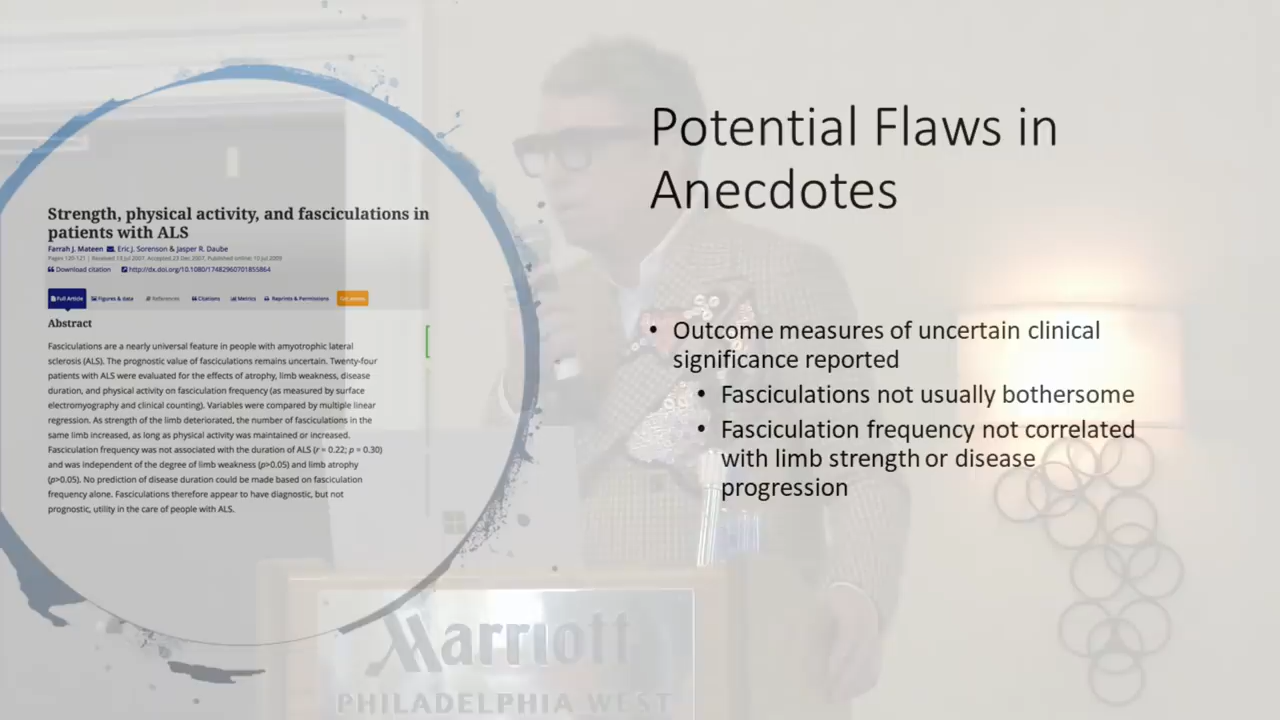 Potential Flaws in
Anecdotes
Strength, physical activity, and fasciculations in
patients with ALS
Farrah J. Mateen, Eric J. Sorenson & Jasper R. Daube
Pages 120-121 | Received 13 Jul 2007, Accepted 23 Dec 2007, Published online: 10 Jul 2009
Download citation http://dx.doi.org/10.1080/17482960701855864
Full Article Figures & data References Citations Metrics Reprints & Permissions
Abstract
Fasciculations are a nearly universal feature in people with amyotrophic lateral
sclerosis (ALS). The prognostic value of fasciculations remains uncertain. Twenty-four
patients with ALS were evaluated for the effects of atrophy, limb weakness, disease
duration, and physical activity on fasciculation frequency (as measured by surface
electromyography and clinical counting). Variables were compared by multiple linear
regression. As strength of the limb deteriorated, the number of fasciculations in the
same limb increased, as long as physical activity was maintained or increased.
Fasciculation frequency was not associated with the duration of ALS (r = 0.22; p = 0.30)
and was independent of the degree of limb weakness (p>0.05) and limb atrophy
(p>0.05). No prediction of disease duration could be made based on fasciculation
frequency alone. Fasciculations therefore appear to have diagnostic, but not
prognostic, utility in the care of people with ALS.
• Outcome measures of uncertain clinical
significance reported
• Fasciculations not usually bothersome
• Fasciculation frequency not correlated
with limb strength or disease
progression
Marriott
PHILADELPHIA WEST